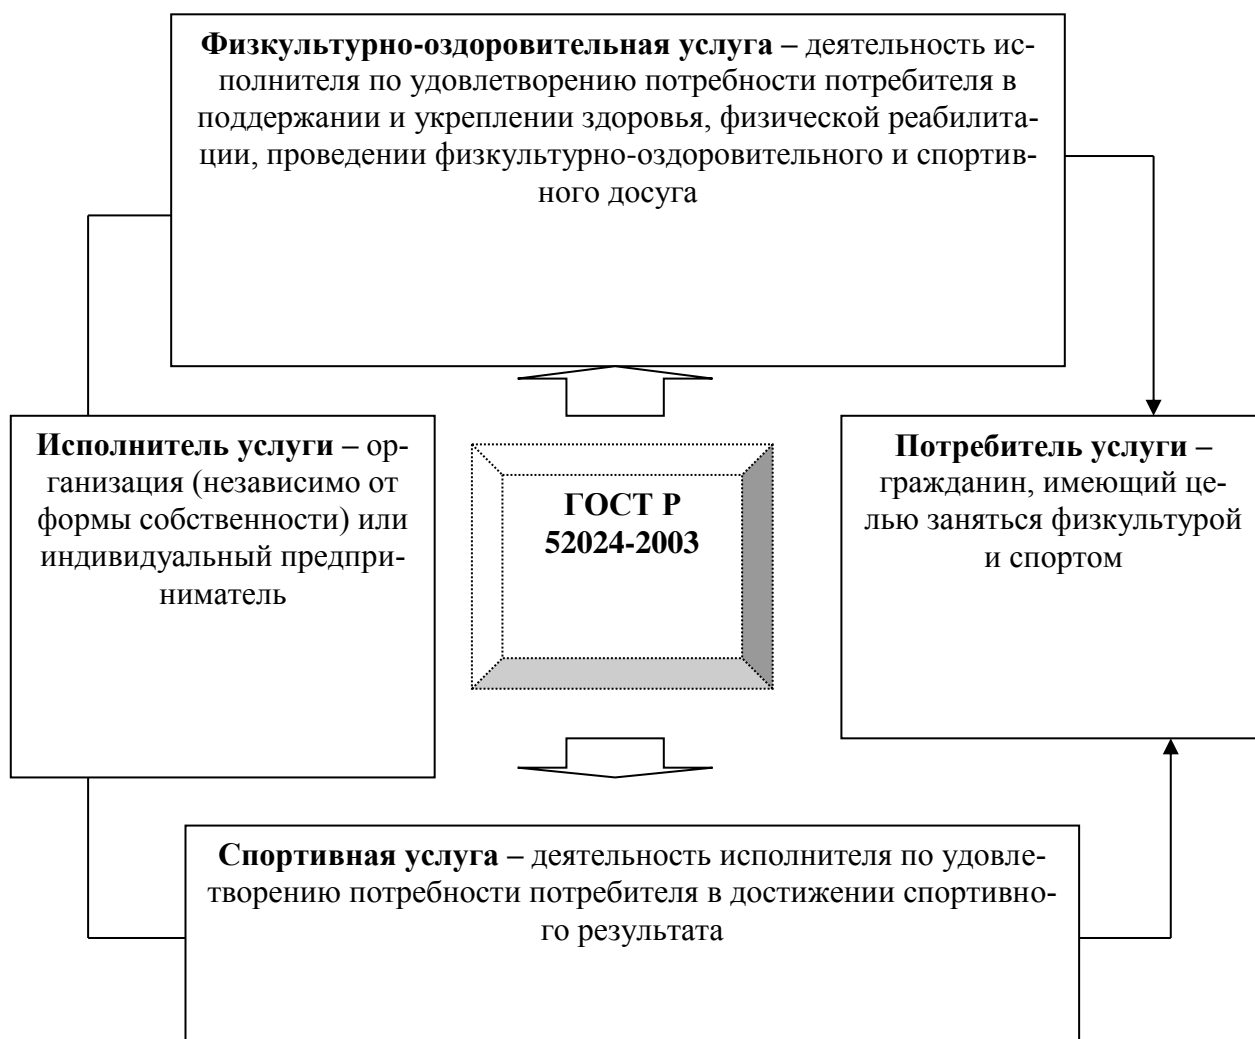 Физкультурно-оздоровительная услуга – деятельность ис-
полнителя по удовлетворению потребности потребителя в
поддержании и укреплении здоровья, физической реабилита-
ции, проведении физкультурно-оздоровительного и спортив-
ного досуга
Исполнитель услуги – ор-
ганизация (независимо от
формы собственности) или
индивидуальный предпри-
ниматель
ГОСТ Р
52024-2003
Потребитель услуги –
гражданин, имеющий це-
лью заняться физкультурой
и спортом
Спортивная услуга – деятельность исполнителя по удовле-
творению потребности потребителя в достижении спортивно-
го результата